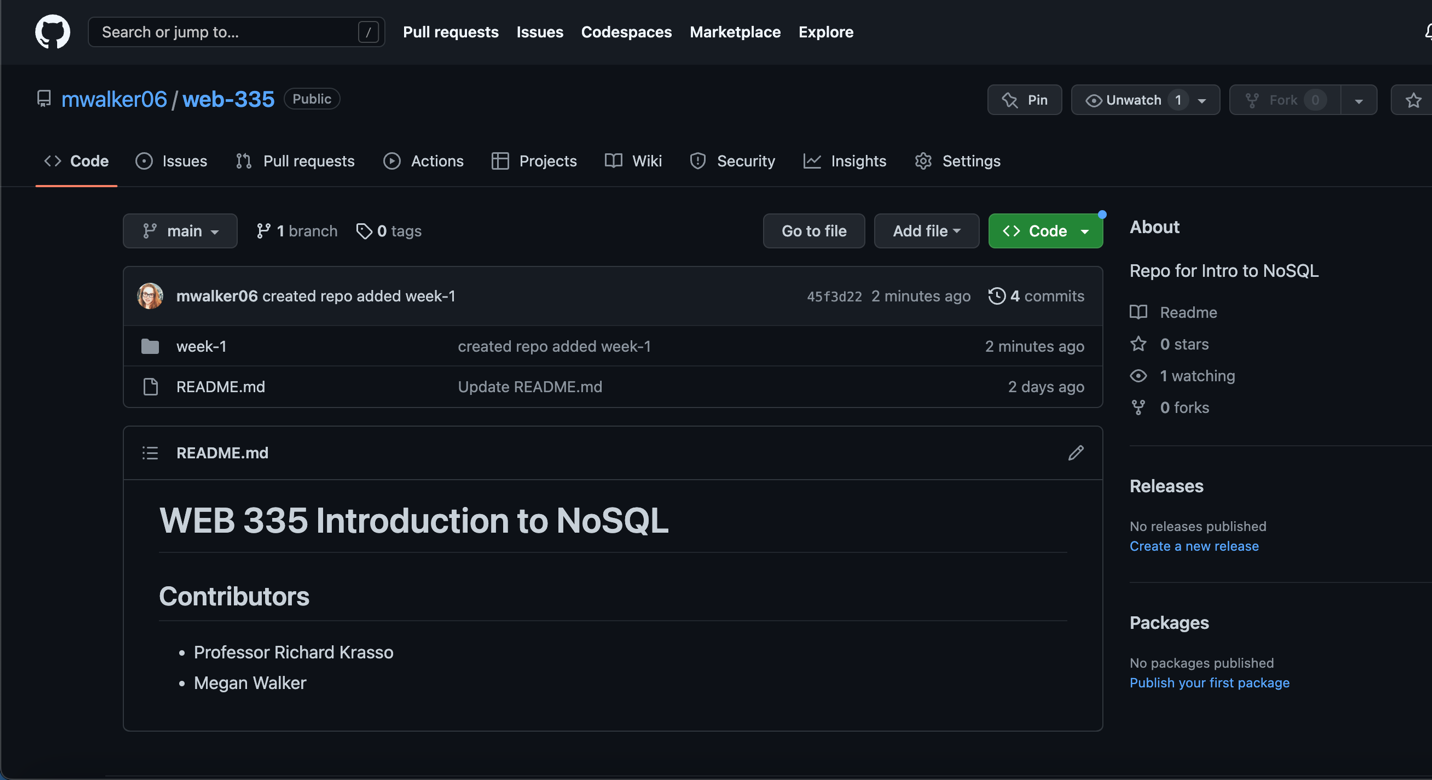 Search or jump to... /
Pull requests Issues Codespaces Marketplace Explore
mwalker06 / web-335 Public
Pin Unwatch 1 Fork 0
Code Issues Pull requests Actions Projects Wiki Security Insights Settings
main 1 branch 0 tags Go to file Add file Code
mwalker06 created repo added week-1 45f3d22 2 minutes ago 4 commits
week-1 created repo added week-1 2 minutes ago
README.md Update README.md 2 days ago
README.md
WEB 335 Introduction to NoSQL
Contributors
• Professor Richard Krasso
• Megan Walker
About
Repo for Intro to NoSQL
Readme
0 stars
1 watching
0 forks
Releases
No releases published
Create a new release
Packages
No packages published
Publish your first package